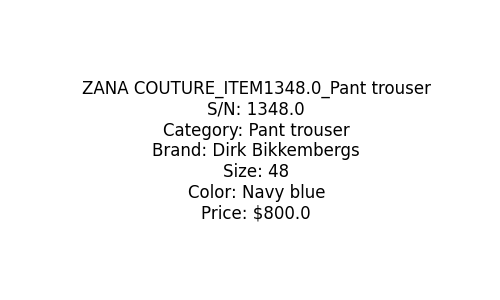 ZANA COUTURE_ITEM1348.0_Pant trouser
S/N: 1348.0
Category: Pant trouser
Brand: Dirk Bikkembergs
Size: 48
Color: Navy blue
Price: $800.0